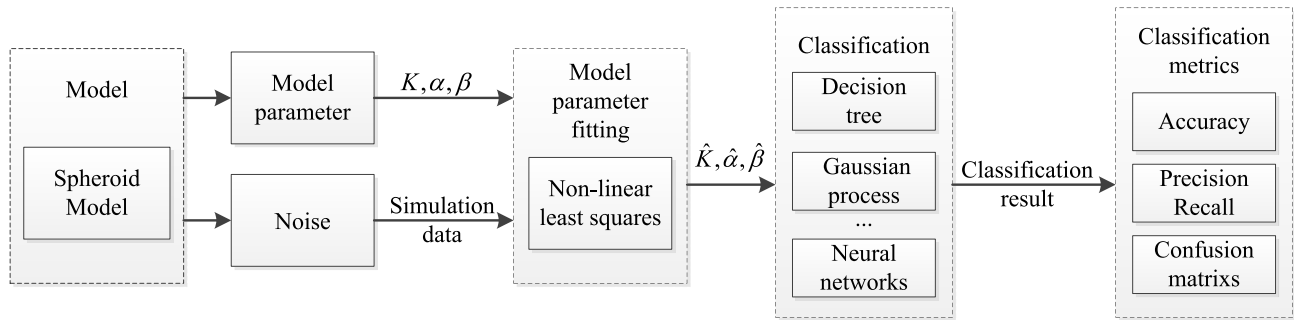 Model
Spheroid
Model
Model
parameter
Noise
K, α, β
Simulation
data
Model
parameter
fitting
Non-linear
least squares
K̂, α̂, β̂
Classification
Decision
tree
Gaussian
process
...
Neural
networks
Classification
result
Classification
metrics
Accuracy
Precision
Recall
Confusion
matrixs